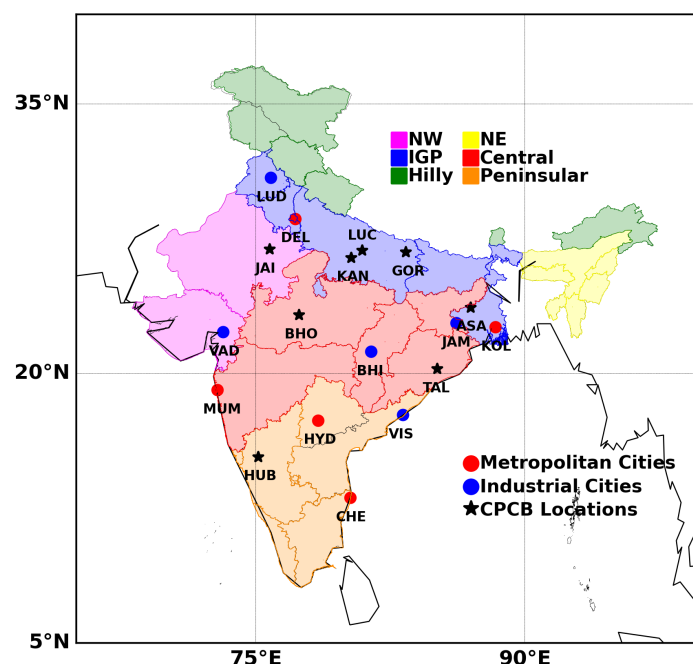 35°N
NW NE
IGP Central
Hilly Peninsular
LUD
DEL
LUC
JAI
KAN
GOR
BHO
ASA
VAD
JAM
KOL
20°N
BHI
TAL
MUM
HYD
VIS
Metropolitan Cities
HUB
Industrial Cities
CPCB Locations
CHE
5°N
75°E 90°E